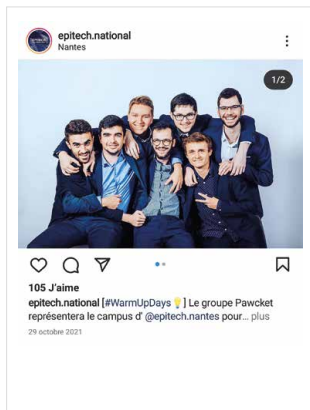 epitech.national
Nantes
1/2
105 J'aime
epitech.national [#WarmUpDays💡] Le groupe Pawcket
représentera le campus d' @epitech.nantes pour... plus
29 octobre 2021